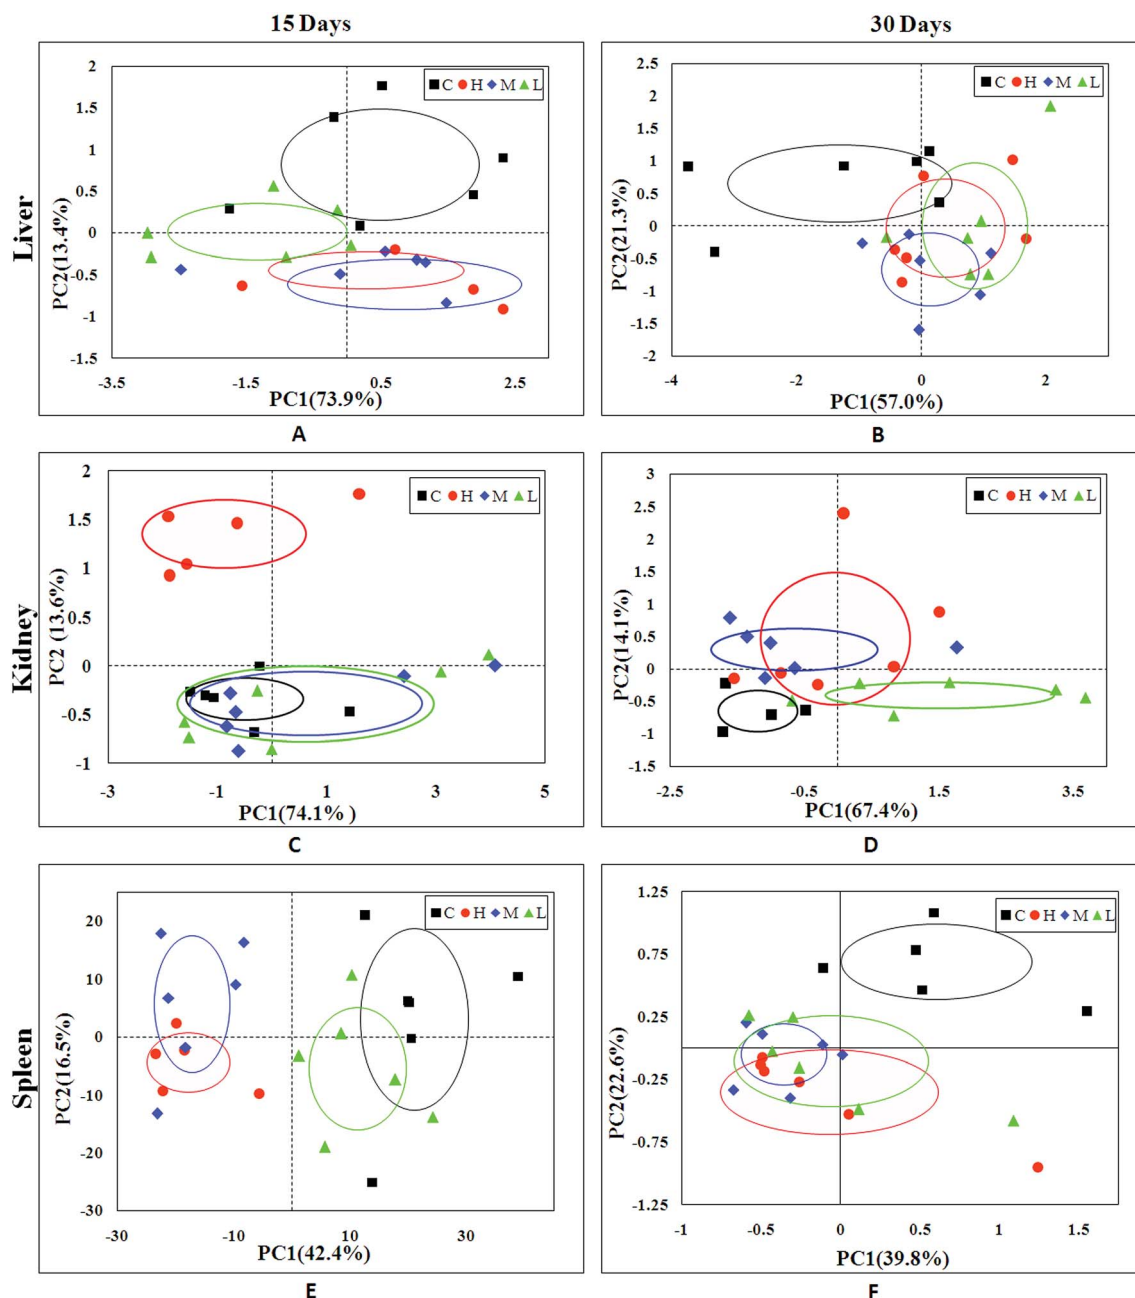 15 Days
30 Days
Liver
PC2(13.4%)
2
1.5
1
0.5
0
-0.5
-1
-1.5
C H M L
-3.5 -1.5 0.5 2.5
PC1(73.9%)
A
PC2(21.3%)
2.5
2
1.5
1
0.5
0
-0.5
-1
-1.5
-2
C H M L
-4 -2 0 2
PC1(57.0%)
B
Kidney
PC2 (13.6%)
2
1.5
1
0.5
0
-0.5
-1
C H M L
-3 -1 1 3 5
PC1(74.1% )
C
PC2(14.1%)
3
2.5
2
1.5
1
0.5
0
-0.5
-1
-1.5
C H M L
-2.5 -0.5 1.5 3.5
PC1(67.4%)
D
Spleen
PC2(16.5%)
20
10
0
-10
-20
-30
C H M L
-30 -10 10 30
PC1(42.4%)
E
PC2(22.6%)
1.25
0.75
0.25
-0.25
-0.75
-1.25
C H M L
-1 -0.5 0 0.5 1 1.5
PC1(39.8%)
F